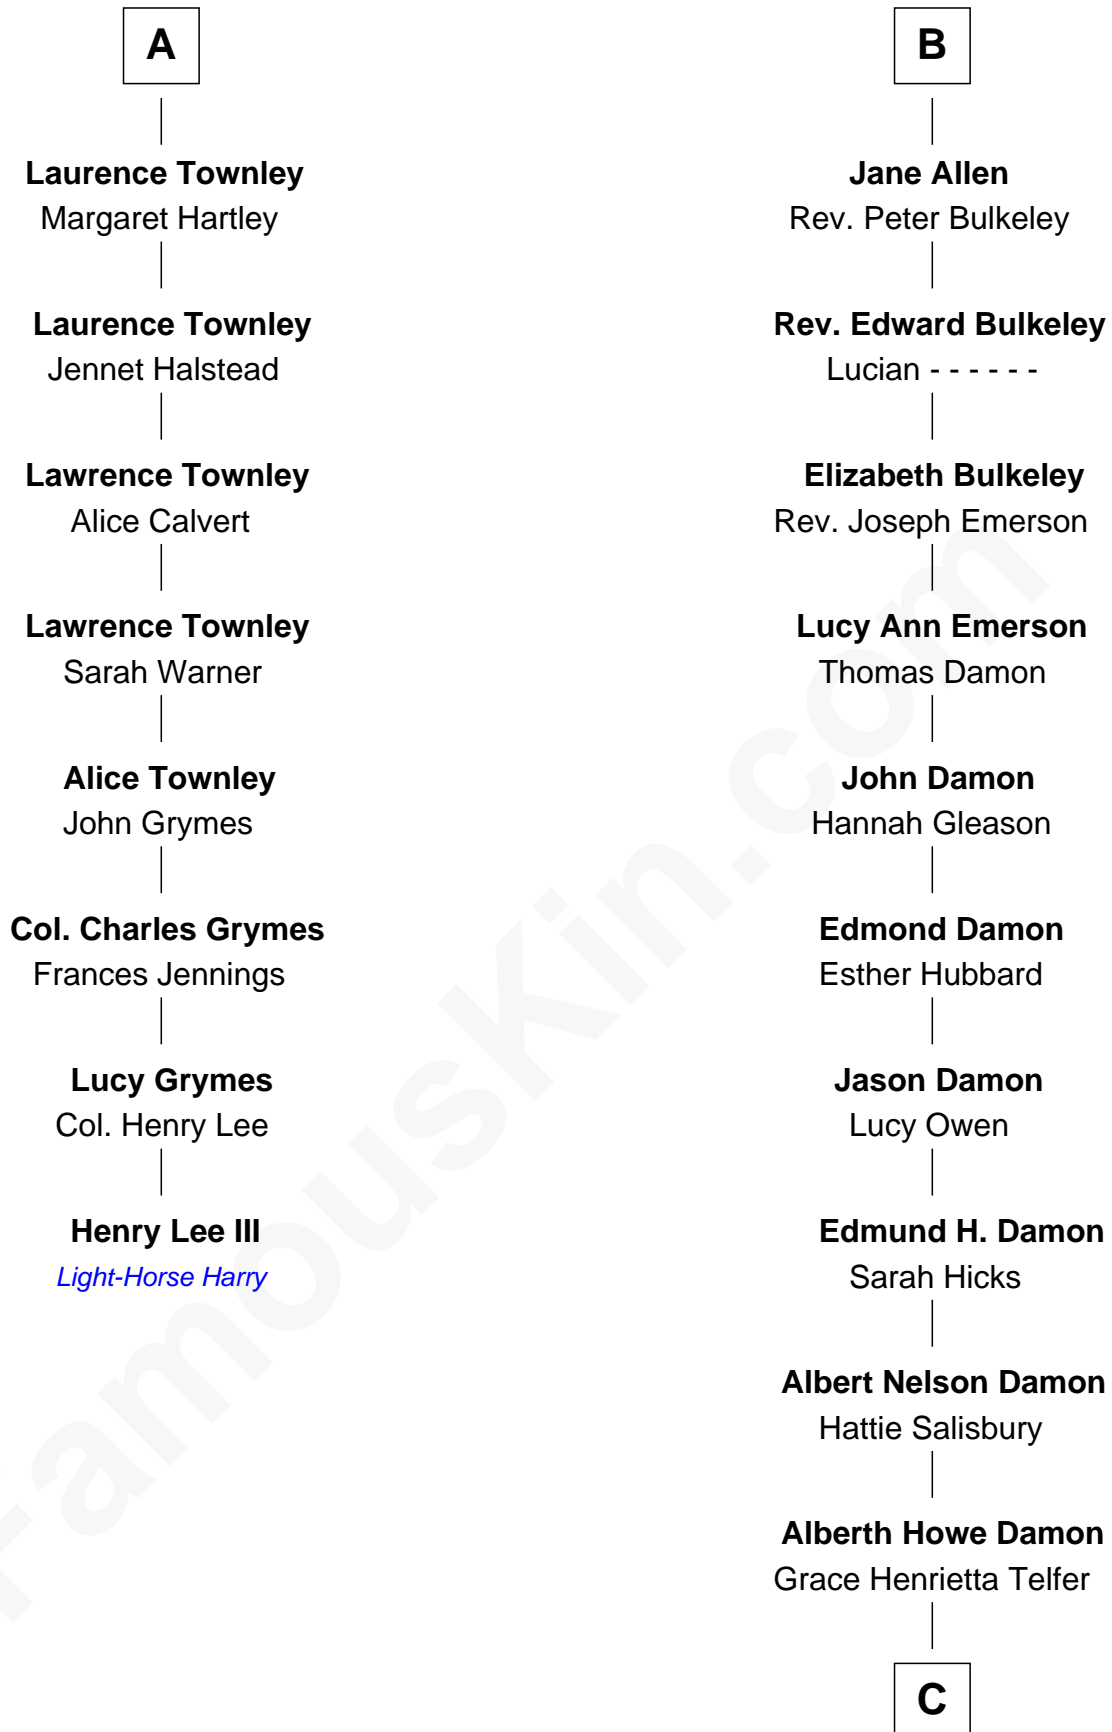 A
Laurence Townley
Margaret Hartley
Laurence Townley
Jennet Halstead
Lawrence Townley
Alice Calvert
Lawrence Townley
Sarah Warner
Alice Townley
John Grymes
Col. Charles Grymes
Frances Jennings
Lucy Grymes
Col. Henry Lee
Henry Lee III
Light-Horse Harry
B
Jane Allen
Rev. Peter Bulkeley
Rev. Edward Bulkeley
Lucian - - - - - -
Elizabeth Bulkeley
Rev. Joseph Emerson
Lucy Ann Emerson
Thomas Damon
John Damon
Hannah Gleason
Edmond Damon
Esther Hubbard
Jason Damon
Lucy Owen
Edmund H. Damon
Sarah Hicks
Albert Nelson Damon
Hattie Salisbury
Alberth Howe Damon
Grace Henrietta Telfer
C
FamousKin.com